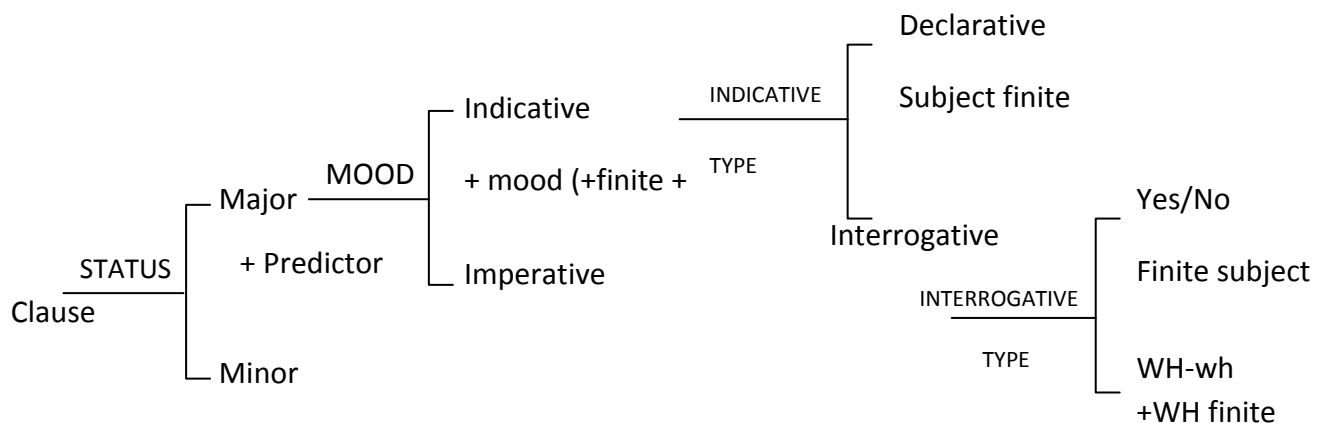 Clause
STATUS
Major
+ Predictor
Minor
MOOD
Indicative
+ mood (+finite +
Imperative
INDICATIVE
TYPE
Declarative
Subject finite
Interrogative
INTERROGATIVE
TYPE
Yes/No
Finite subject
WH-wh
+WH finite